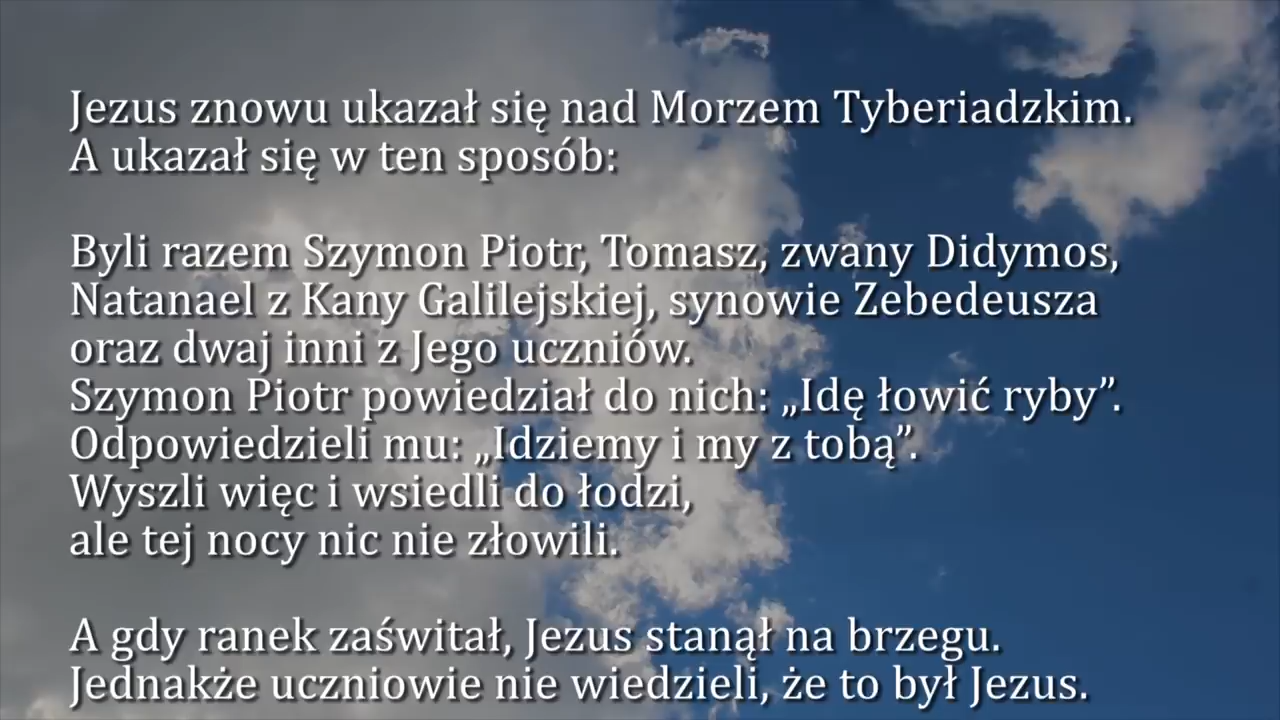 Jezus znowu ukazał się nad Morzem Tyberiadzkim.
A ukazał się w ten sposób:
Byli razem Szymon Piotr, Tomasz, zwany Didymos,
Natanael z Kany Galilejskiej, synowie Zebedeusza
oraz dwaj inni z Jego uczniów.
Szymon Piotr powiedział do nich: „Idę łowić ryby”.
Odpowiedzieli mu: „Idziemy i my z tobą”.
Wyszli więc i wsiedli do łodzi,
ale tej nocy nic nie złowili.
A gdy ranek zaświtał, Jezus stanął na brzegu.
Jednakże uczniowie nie wiedzieli, że to był Jezus.